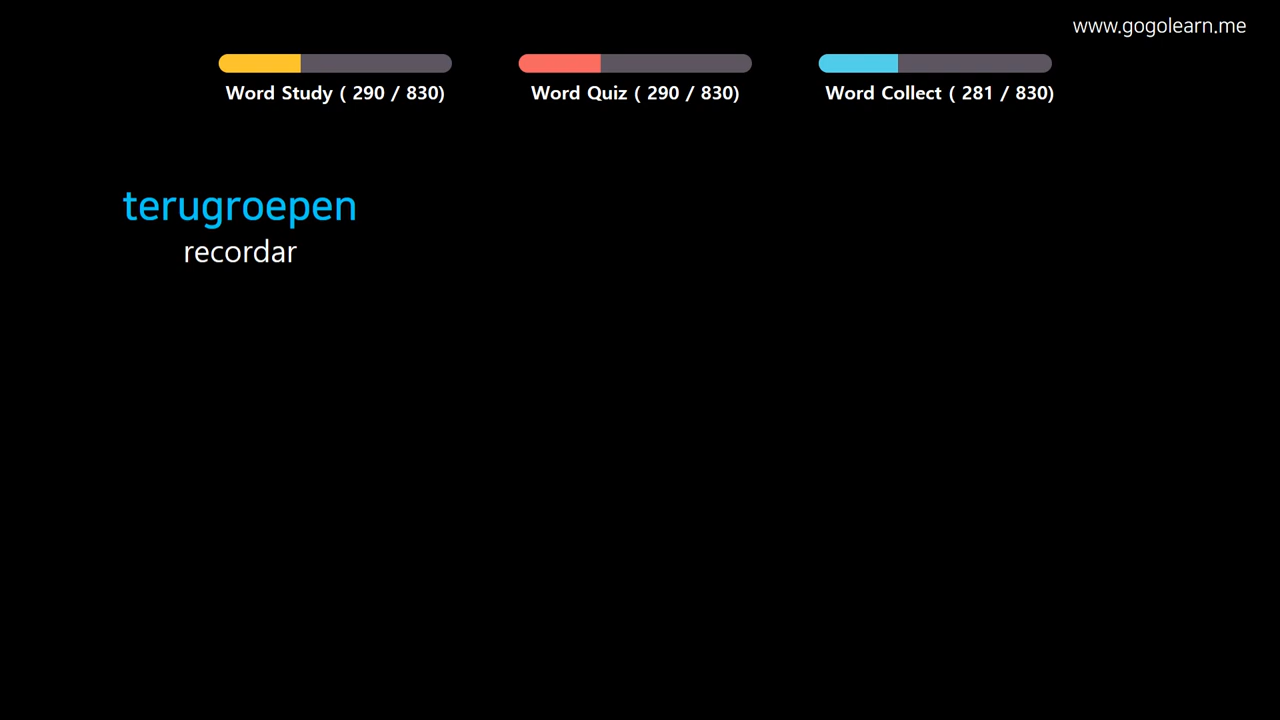 www.gogolearn.me
Word Study ( 290 / 830)
Word Quiz ( 290 / 830)
Word Collect ( 281 / 830)
terugroepen
recordar